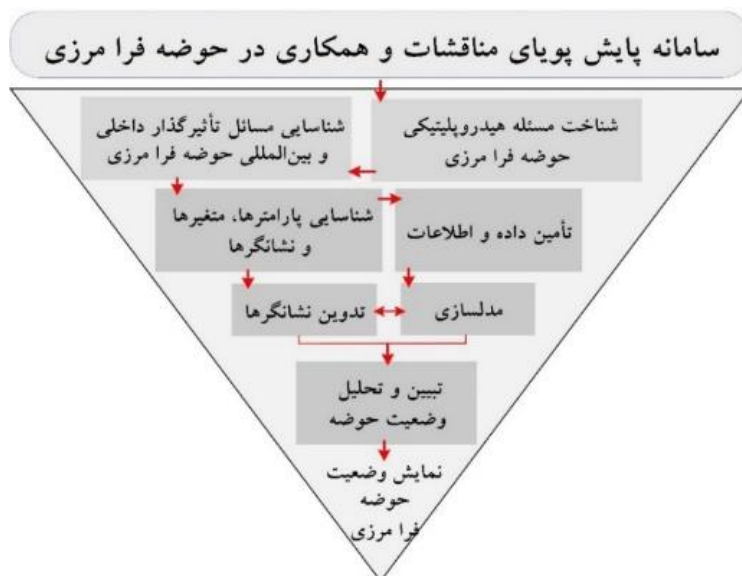 سامانه پایش پویای مناقشات و همکاری در حوضه فرا مرزی
شناخت مسئله هیدروپلیتیکی
حوضه فرا مرزی
شناسایی مسائل تأثیرگذار داخلی
و بین‌المللی حوضه فرا مرزی
شناسایی پارامترها، متغیرها
و نشانگرها
تأمین داده و اطلاعات
تدوین نشانگرها
مدلسازی
تبیین و تحلیل
وضعیت حوضه
نمایش وضعیت
حوضه
فرا مرزی